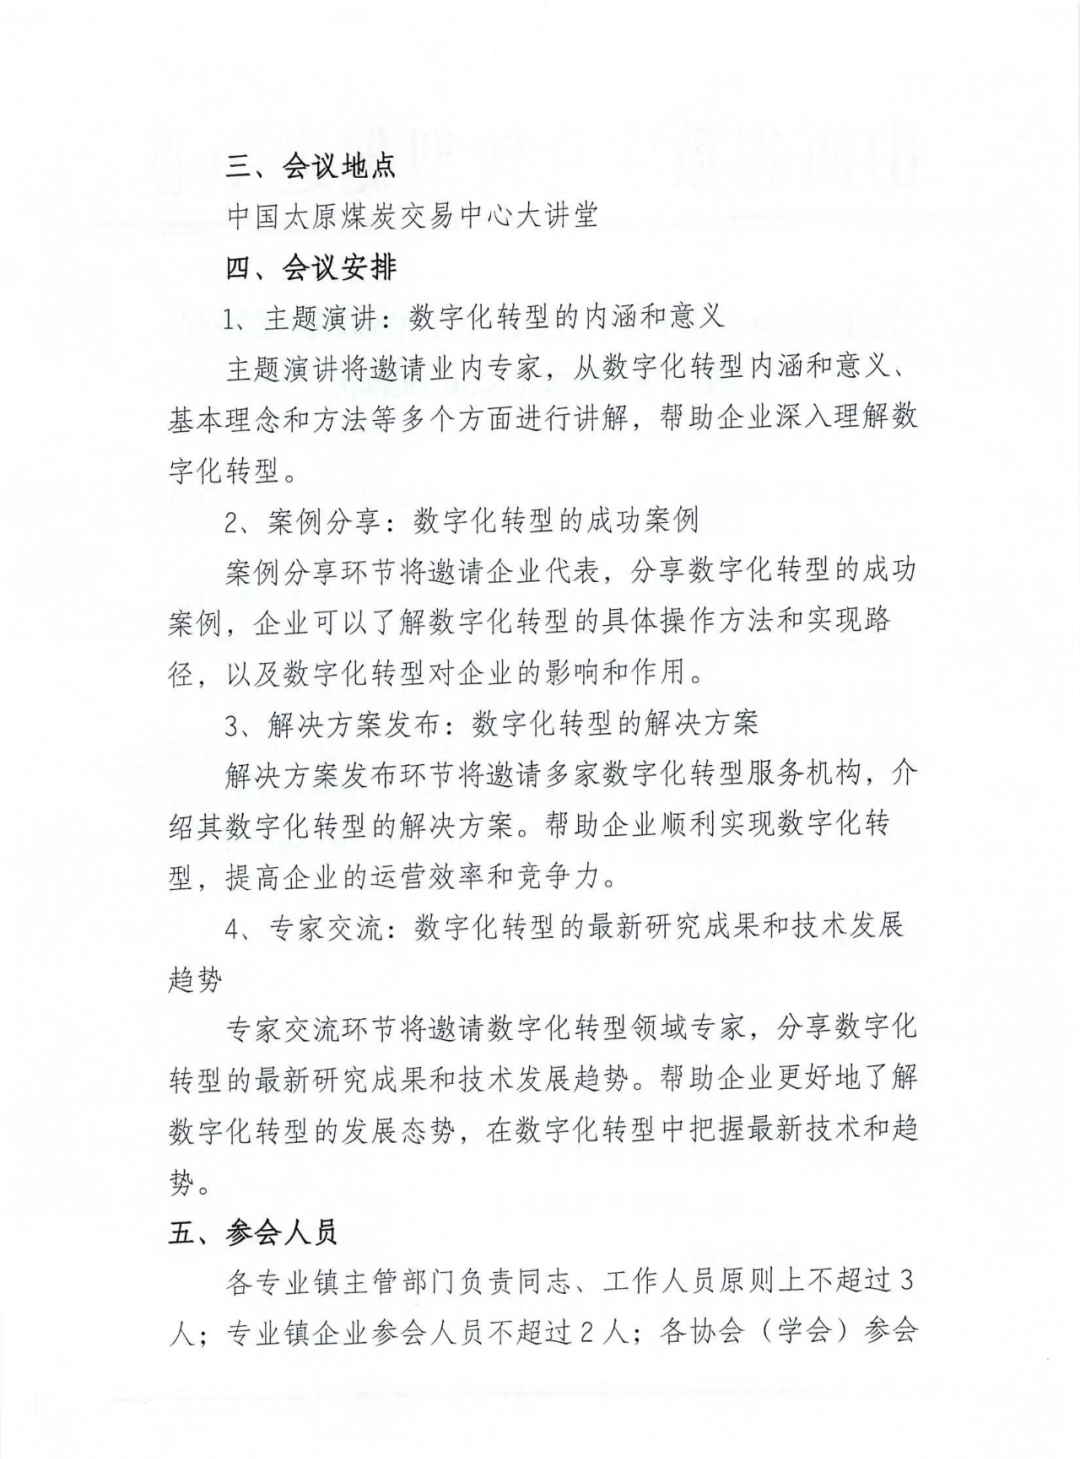 三、会议地点
中国太原煤炭交易中心大讲堂
四、会议安排
1、主题演讲：数字化转型的内涵和意义
主题演讲将邀请业内专家，从数字化转型内涵和意义、
基本理念和方法等多个方面进行讲解，帮助企业深入理解数
字化转型。
2、案例分享：数字化转型的成功案例
案例分享环节将邀请企业代表，分享数字化转型的成功
案例，企业可以了解数字化转型的具体操作方法和实现路
径，以及数字化转型对企业的影响和作用。
3、解决方案发布：数字化转型的解决方案
解决方案发布环节将邀请多家数字化转型服务机构，介
绍其数字化转型的解决方案。帮助企业顺利实现数字化转
型，提高企业的运营效率和竞争力。
4、专家交流：数字化转型的最新研究成果和技术发展
趋势
专家交流环节将邀请数字化转型领域专家，分享数字化
转型的最新研究成果和技术发展趋势。帮助企业更好地了解
数字化转型的发展态势，在数字化转型中把握最新技术和趋
势。
五、参会人员
各专业镇主管部门负责同志、工作人员原则上不超过3
人；专业镇企业参会人员不超过2人；各协会（学会）参会